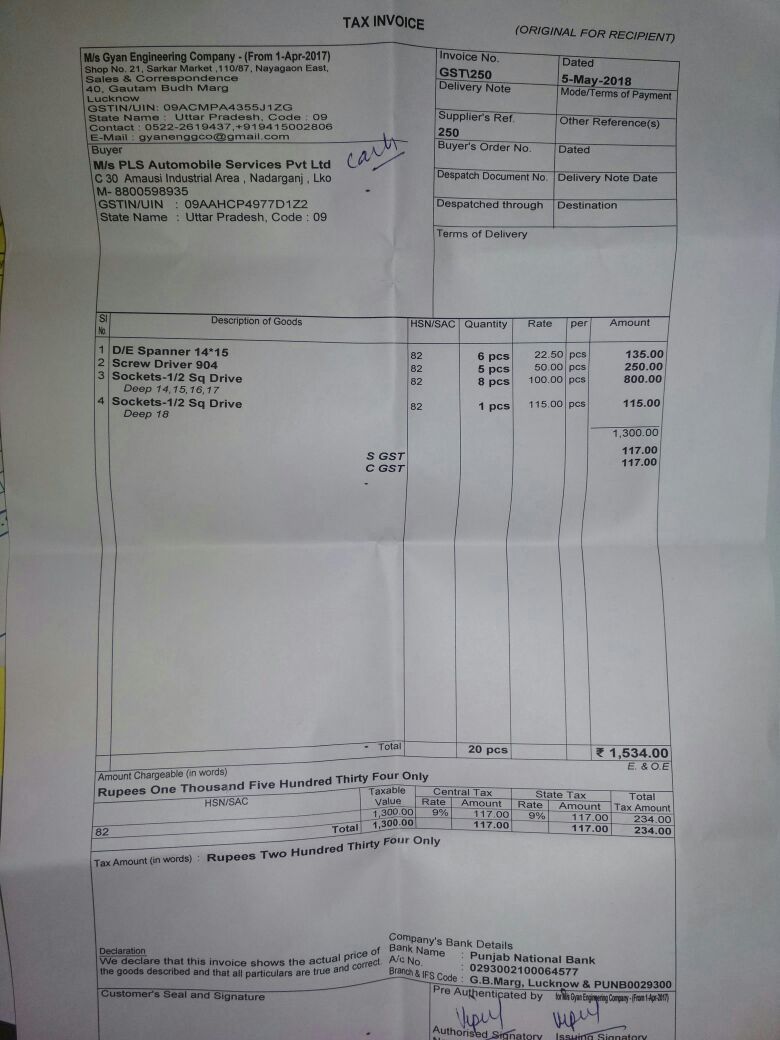 TAX INVOICE
(ORIGINAL FOR RECIPIENT)
M/s Gyan Engineering Company - (From 1-Apr-2017)
Shop No. 21, Sarkar Market ,110/87, Nayagaon East,
Sales & Correspondence
40, Gautam Budh Marg
Lucknow
GSTIN/UIN: 09ACMPA4355J1ZG
State Name : Uttar Pradesh, Code : 09
Contact : 0522-2619437,+919415002806
E-Mail : gyanenggco@gmail.com
Invoice No.
GST\250
Dated
5-May-2018
Delivery Note
Mode/Terms of Payment
Supplier's Ref.
250
Other Reference(s)
Buyer
M/s PLS Automobile Services Pvt Ltd
C 30 Amausi Industrial Area , Nadarganj , Lko
M- 8800598935
GSTIN/UIN : 09AAHCP4977D1Z2
State Name : Uttar Pradesh, Code : 09
cash
Buyer's Order No.
Dated
Despatch Document No.
Delivery Note Date
Despatched through
Destination
Terms of Delivery
Sl No. Description of Goods HSN/SAC Quantity Rate per Amount
1 D/E Spanner 14*15 82 6 pcs 22.50 pcs 135.00
2 Screw Driver 904 82 5 pcs 50.00 pcs 250.00
3 Sockets-1/2 Sq Drive 82 8 pcs 100.00 pcs 800.00
Deep 14,15,16,17
4 Sockets-1/2 Sq Drive 82 1 pcs 115.00 pcs 115.00
Deep 18
1,300.00
S GST 117.00
C GST 117.00
Total 20 pcs ₹ 1,534.00
E. & O.E
Amount Chargeable (in words)
Rupees One Thousand Five Hundred Thirty Four Only
HSN/SAC Taxable Value Central Tax State Tax Total Tax Amount
Rate Amount Rate Amount
82 1,300.00 9% 117.00 9% 117.00 234.00
Total 1,300.00 117.00 117.00 234.00
Tax Amount (in words) : Rupees Two Hundred Thirty Four Only
Declaration
We declare that this invoice shows the actual price of
the goods described and that all particulars are true and correct.
Company's Bank Details
Bank Name : Punjab National Bank
A/c No. : 0293002100064577
Branch & IFS Code : G.B.Marg, Lucknow & PUNB0029300
Customer's Seal and Signature
Pre Authenticated by
for M/s Gyan Engineering Company - (From 1-Apr-2017)
Authorised Signatory
Issuing Signatory